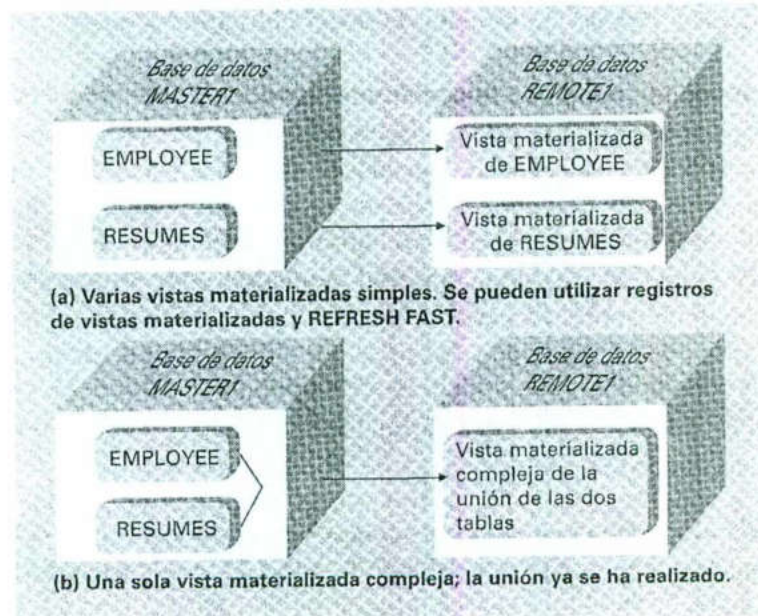 Base de datos
MASTER1
Base de datos
REMOTE1
EMPLOYEE
Vista materializada
de EMPLOYEE
RESUMES
Vista materializada
de RESUMES
(a) Varias vistas materializadas simples. Se pueden utilizar registros
de vistas materializadas y REFRESH FAST.
Base de datos
MASTER1
Base de datos
REMOTE1
EMPLOYEE
RESUMES
Vista materializada
compleja de la
unión de las dos
tablas
(b) Una sola vista materializada compleja; la unión ya se ha realizado.